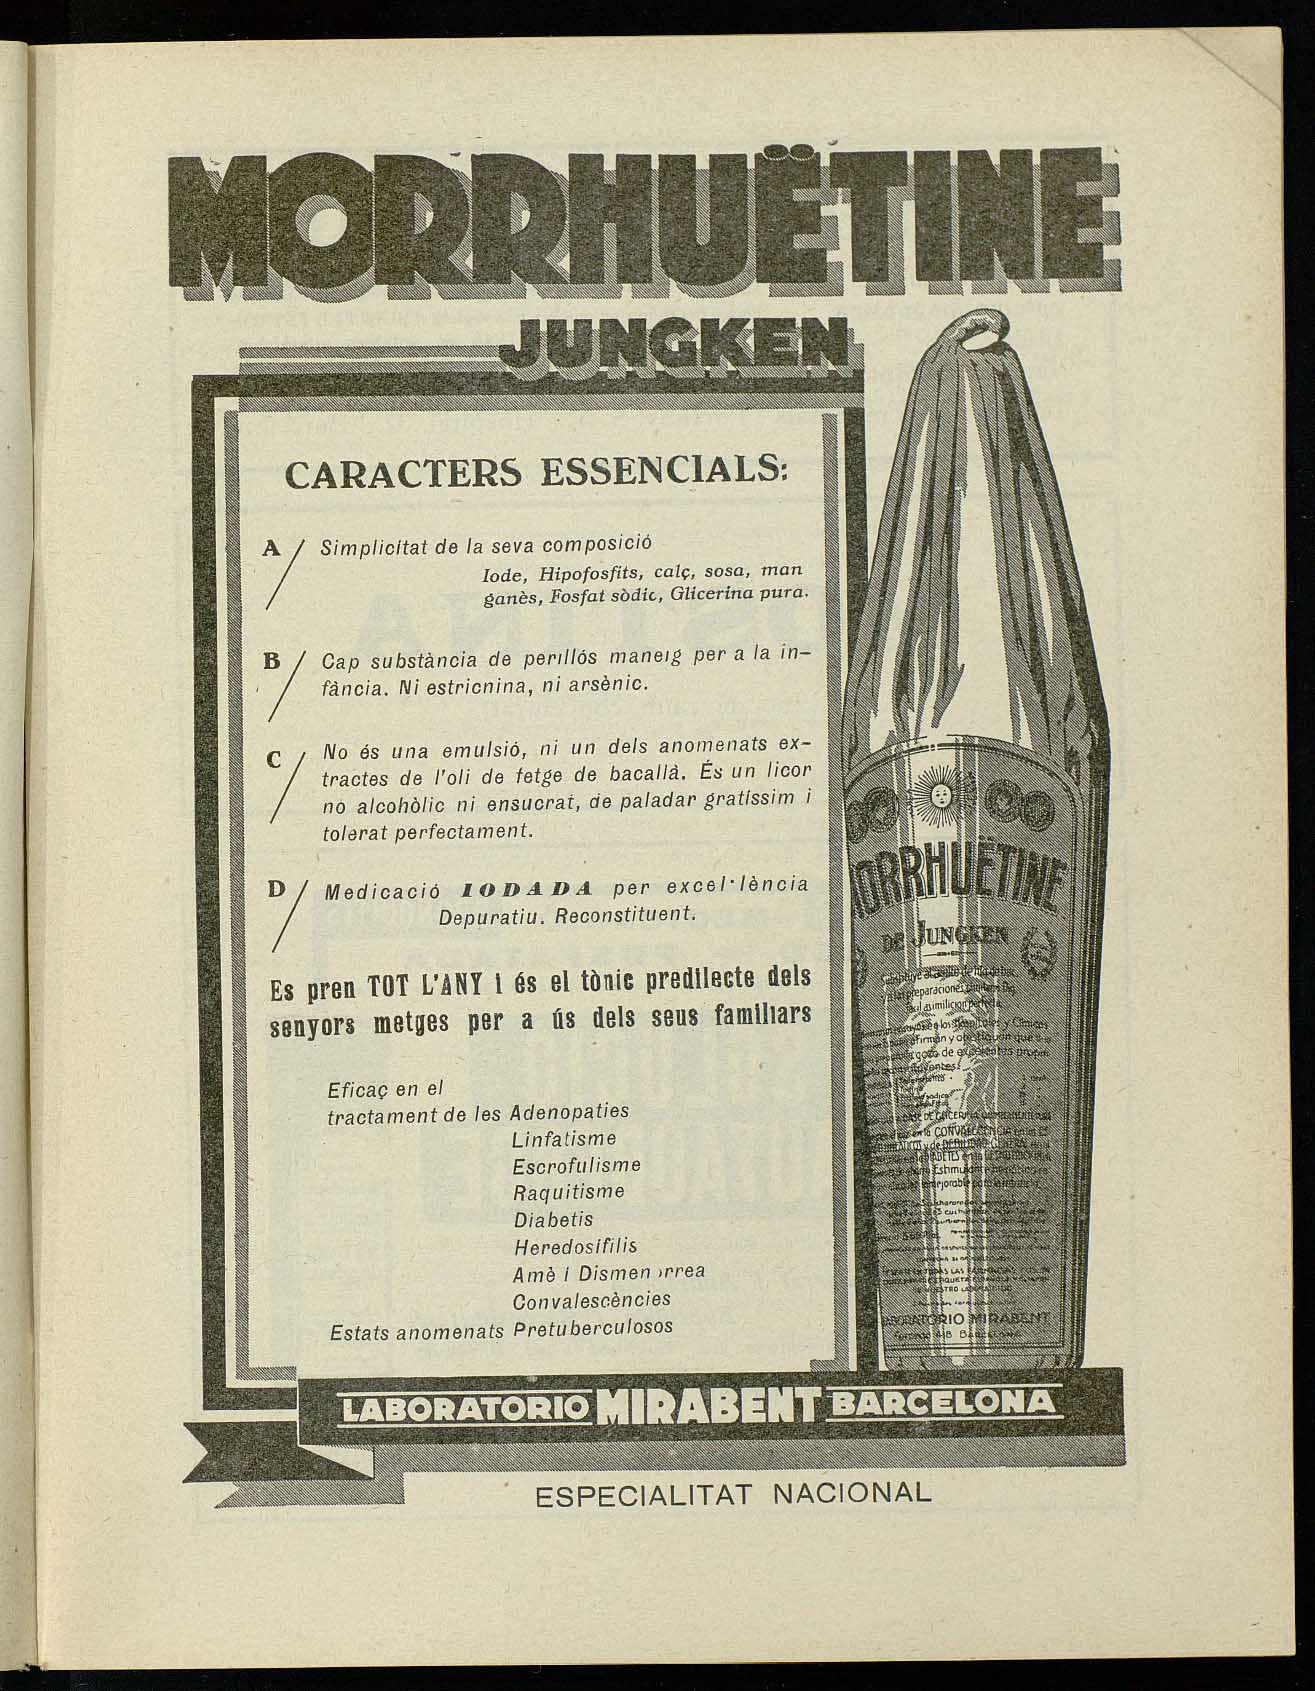 MORRHUËTINE
JUNGKEN
CARACTERS ESSENCIALS:
A / Simplicitat de la seva composició
Iode, Hipofosfits, calç, sosa, man
ganès, Fosfat sòdic, Glicerina pura.
B / Cap substància de perillós maneig per a la in-
fància. Ni estricnina, ni arsènic.
C / No és una emulsió, ni un dels anomenats ex-
tractes de l'oli de fetge de bacallà. És un licor
no alcohòlic ni ensucrat, de paladar gratíssim i
tolerat perfectament.
D / Medicació IODADA per excel·lència
Depuratiu. Reconstituent.
Es pren TOT L'ANY i és el tònic predilecte dels
senyors metges per a ús dels seus familiars
Eficaç en el
tractament de les Adenopaties
Linfatisme
Escrofulisme
Raquitisme
Diabetis
Heredosífilis
Amè i Dismenorrea
Convalescències
Estats anomenats Pretuberculosos
MORRHUËTINE
DE JUNGKEN
LABORATORIO MIRABENT
BARCELONA
LABORATORIO MIRABENT BARCELONA
ESPECIALITAT NACIONAL